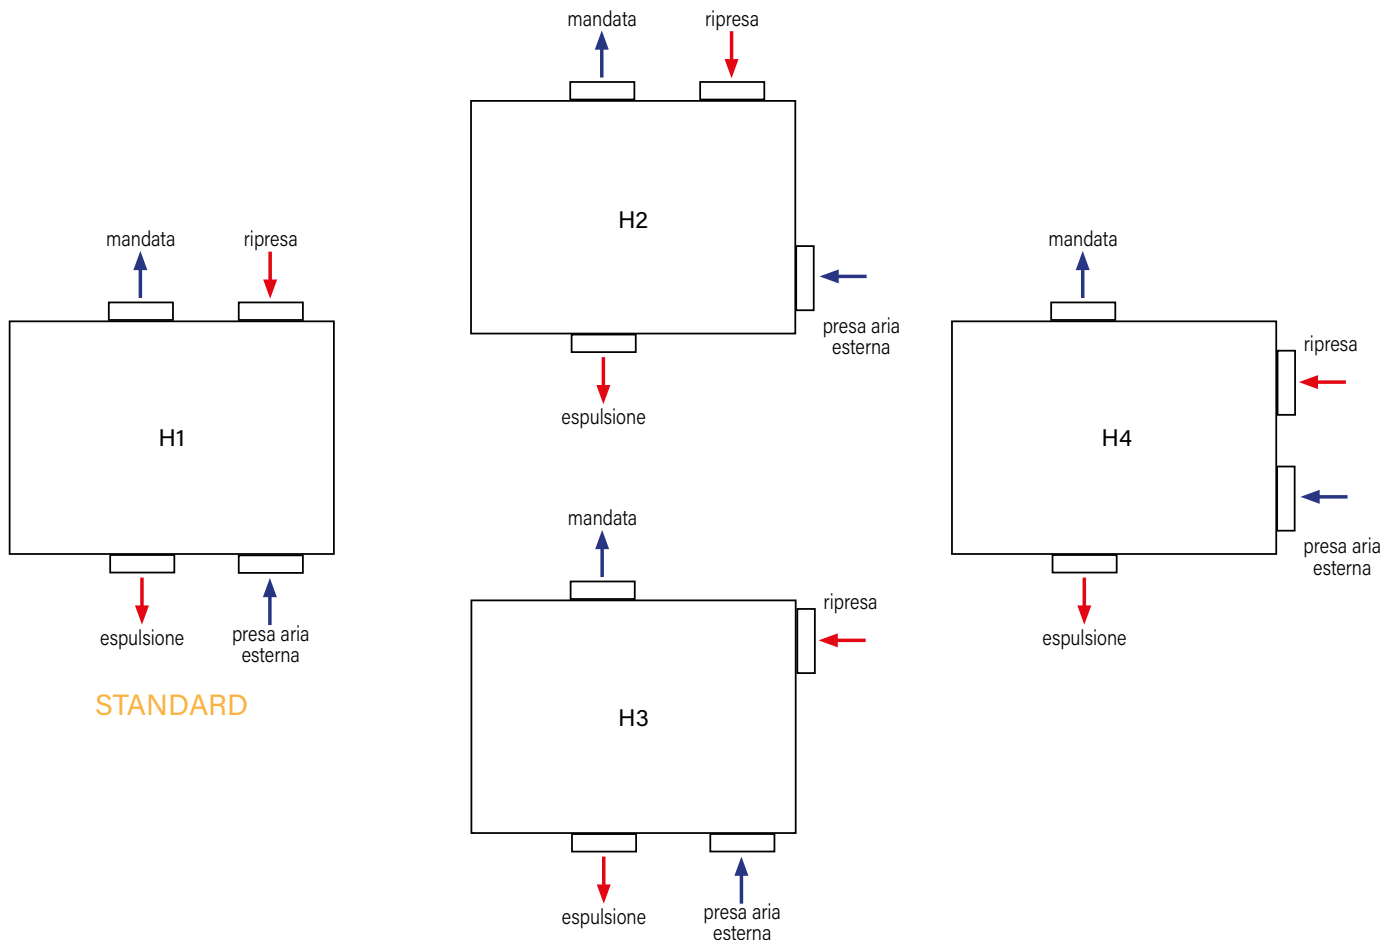 mandata
ripresa
H1
espulsione
presa aria
esterna
STANDARD
mandata
ripresa
H2
presa aria
esterna
espulsione
mandata
ripresa
H3
espulsione
presa aria
esterna
mandata
ripresa
H4
presa aria
esterna
espulsione